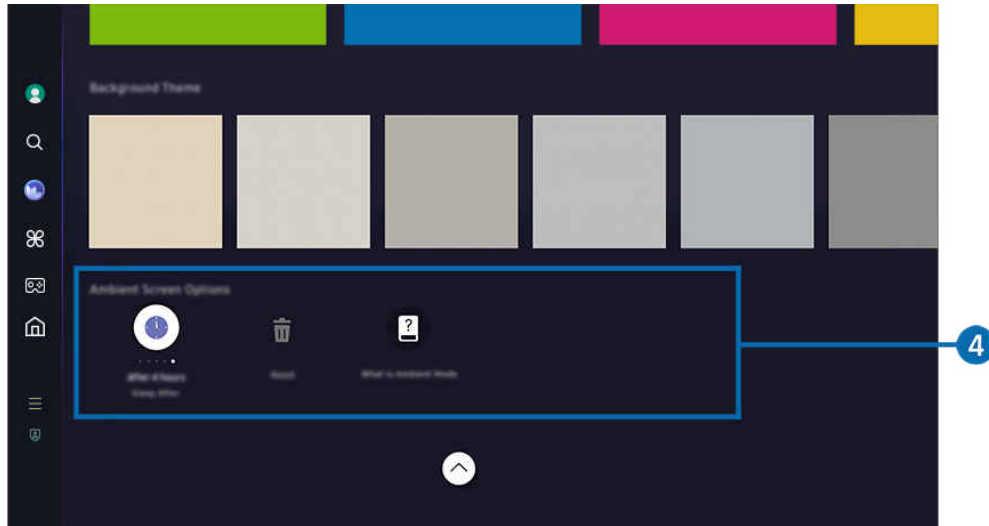 Background Theme
Ambient Screen Options
?
4
After 4 hours
Reset
What is Ambient Mode
Sleep After